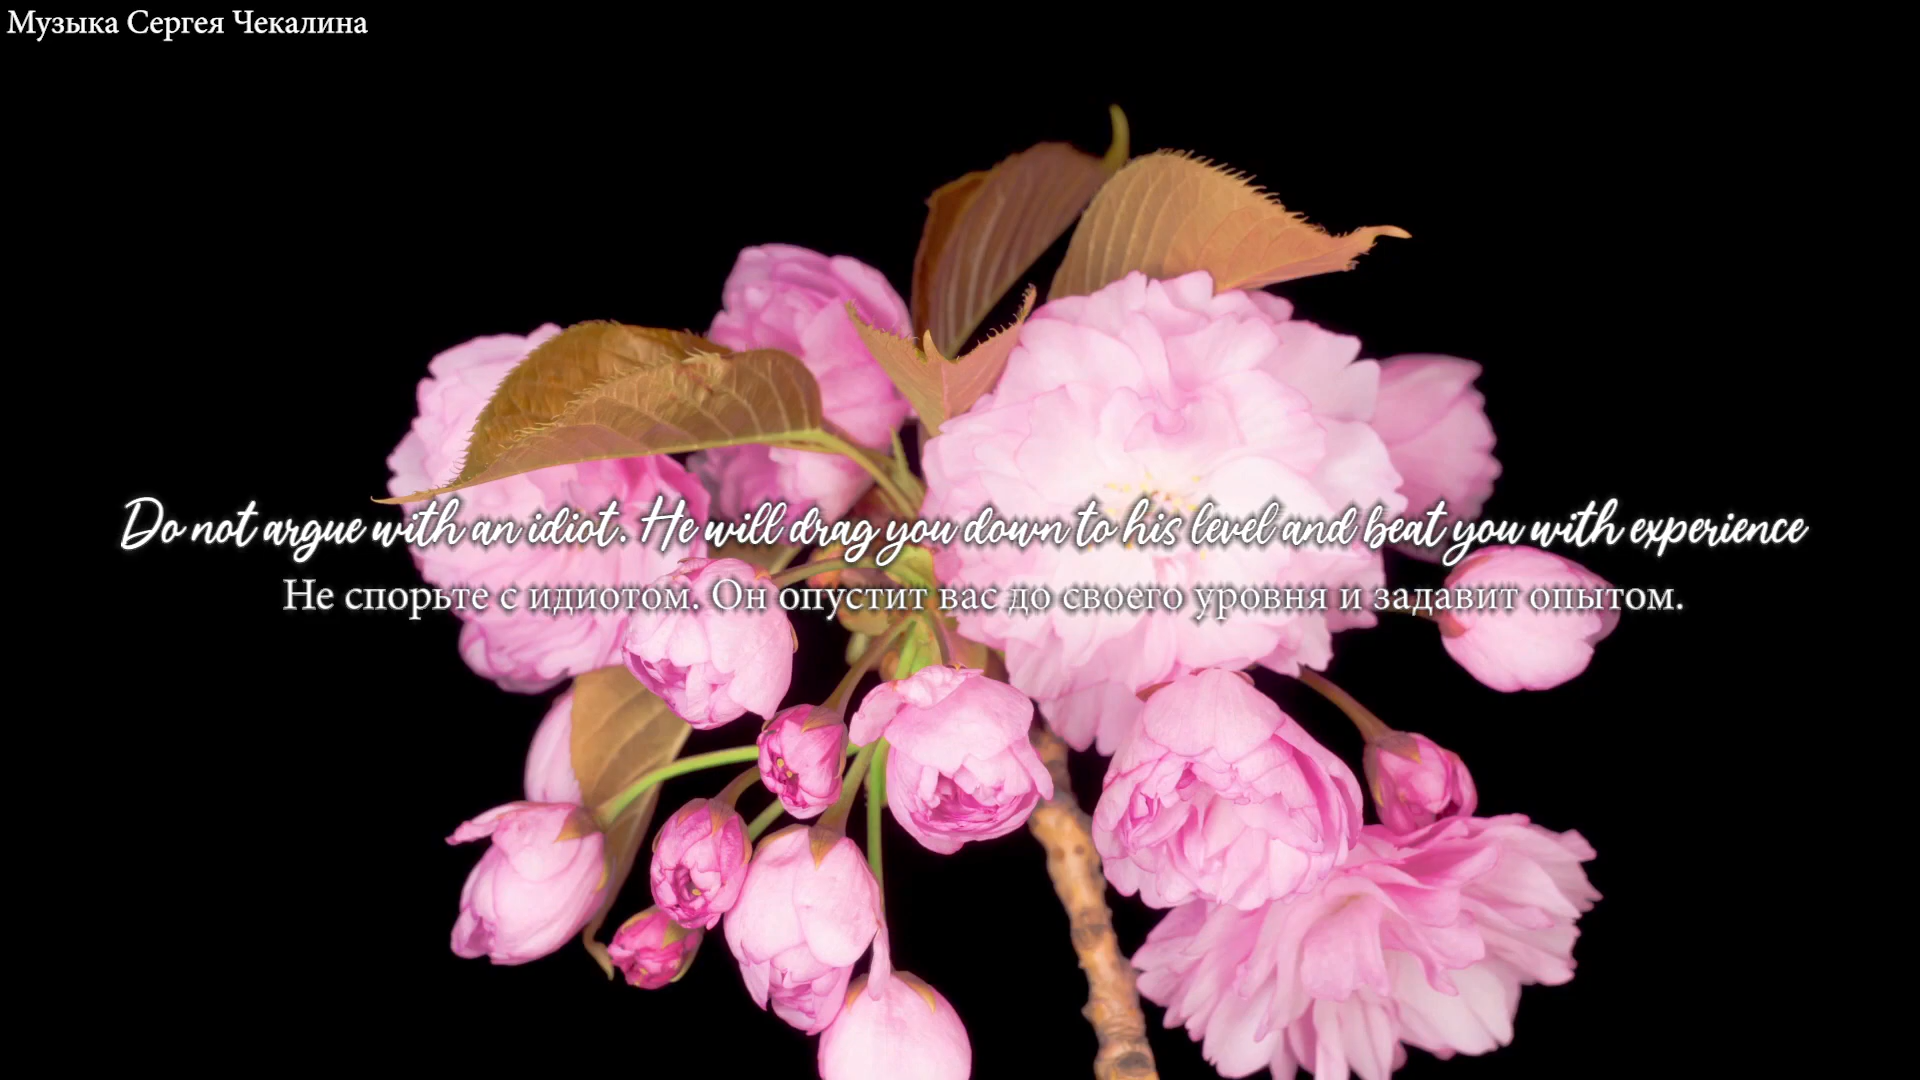 Музыка Сергея Чекалина
Do not argue with an idiot. He will drag you down to his level and beat you with experience
Не спорьте с идиотом. Он опустит вас до своего уровня и задавит опытом.